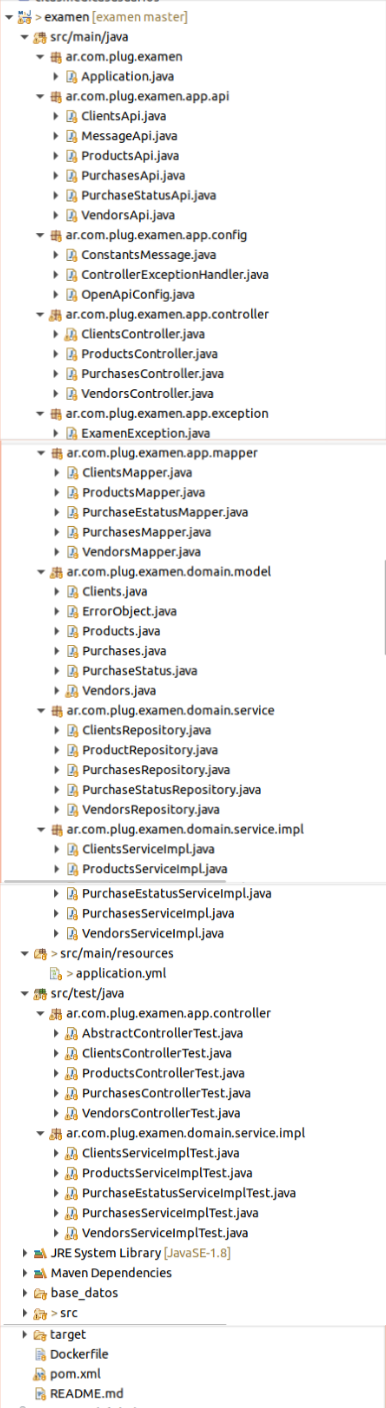 > examen [examen master]
src/main/java
ar.com.plug.examen
Application.java
ar.com.plug.examen.app.api
ClientsApi.java
MessageApi.java
ProductsApi.java
PurchasesApi.java
PurchaseStatusApi.java
VendorsApi.java
ar.com.plug.examen.app.config
ConstantsMessage.java
ControllerExceptionHandler.java
OpenApiConfig.java
ar.com.plug.examen.app.controller
ClientsController.java
ProductsController.java
PurchasesController.java
VendorsController.java
ar.com.plug.examen.app.exception
ExamenException.java
ar.com.plug.examen.app.mapper
ClientsMapper.java
ProductsMapper.java
PurchaseEstatusMapper.java
PurchasesMapper.java
VendorsMapper.java
ar.com.plug.examen.domain.model
Clients.java
ErrorObject.java
Products.java
Purchases.java
PurchaseStatus.java
Vendors.java
ar.com.plug.examen.domain.service
ClientsRepository.java
ProductRepository.java
PurchasesRepository.java
PurchaseStatusRepository.java
VendorsRepository.java
ar.com.plug.examen.domain.service.impl
ClientsServiceImpl.java
ProductsServiceImpl.java
PurchaseEstatusServiceImpl.java
PurchasesServiceImpl.java
VendorsServiceImpl.java
> src/main/resources
> application.yml
src/test/java
ar.com.plug.examen.app.controller
AbstractControllerTest.java
ClientsControllerTest.java
ProductsControllerTest.java
PurchasesControllerTest.java
VendorsControllerTest.java
ar.com.plug.examen.domain.service.impl
ClientsServiceImplTest.java
ProductsServiceImplTest.java
PurchaseEstatusServiceImplTest.java
PurchasesServiceImplTest.java
VendorsServiceImplTest.java
JRE System Library [JavaSE-1.8]
Maven Dependencies
base_datos
> src
target
Dockerfile
pom.xml
README.md